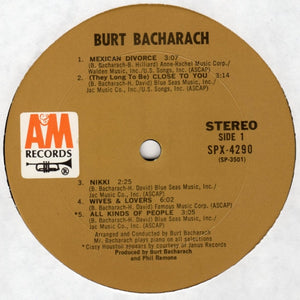 BURT BACHARACH
1. MEXICAN DIVORCE 3:07
(B. Bacharach-B. Hilliard) Anne-Rachel Music Corp./
Walden Music, Inc./U.S. Songs, Inc. (ASCAP)
2. (They Long To Be) CLOSE TO YOU 3:14
(B. Bacharach-H. David) Blue Seas Music, Inc./
Jac Music Co., Inc./U.S. Songs, Inc. (ASCAP)
A&M
RECORDS
STEREO
SIDE 1
SPX-4290
(SP-3501)
3. NIKKI 2:25
(B. Bacharach-H. David) Blue Seas Music, Inc./
Jac Music Co., Inc. (ASCAP)
4. WIVES & LOVERS 6:02
(B. Bacharach-H. David) Famous Music Corp. (ASCAP)
*5. ALL KINDS OF PEOPLE 3:05
(B. Bacharach-H. David) Blue Seas Music, Inc./
Jac Music Co., Inc. (ASCAP)
Arranged and Conducted by Burt Bacharach
Mr. Bacharach plays piano on all selections
*Cissy Houston appears by courtesy of Janus Records
Produced by Burt Bacharach
and Phil Ramone